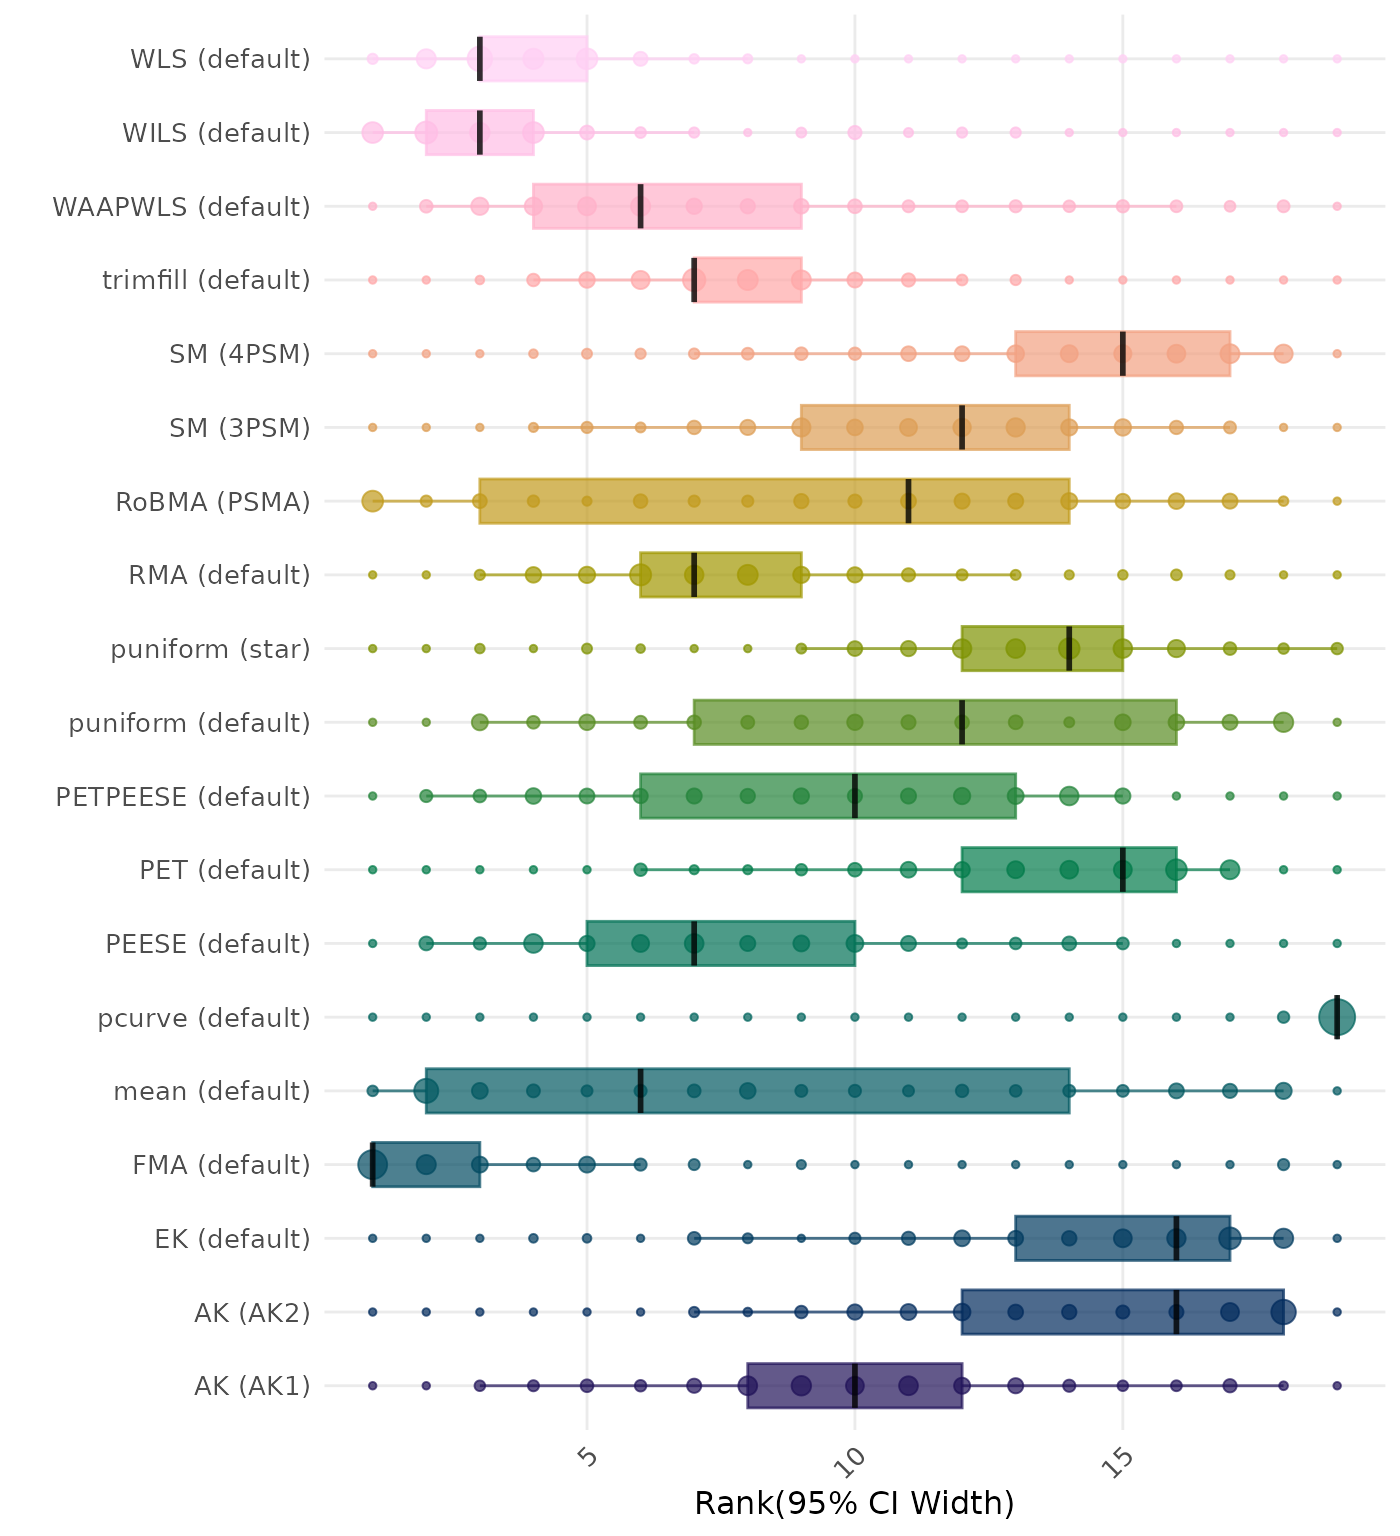 WLS (default)
WILS (default)
WAAPWLS (default)
trimfill (default)
SM (4PSM)
SM (3PSM)
RoBMA (PSMA)
RMA (default)
puniform (star)
puniform (default)
PETPEESE (default)
PET (default)
PEESE (default)
pcurve (default)
mean (default)
FMA (default)
EK (default)
AK (AK2)
AK (AK1)
5 10 15
Rank(95% CI Width)